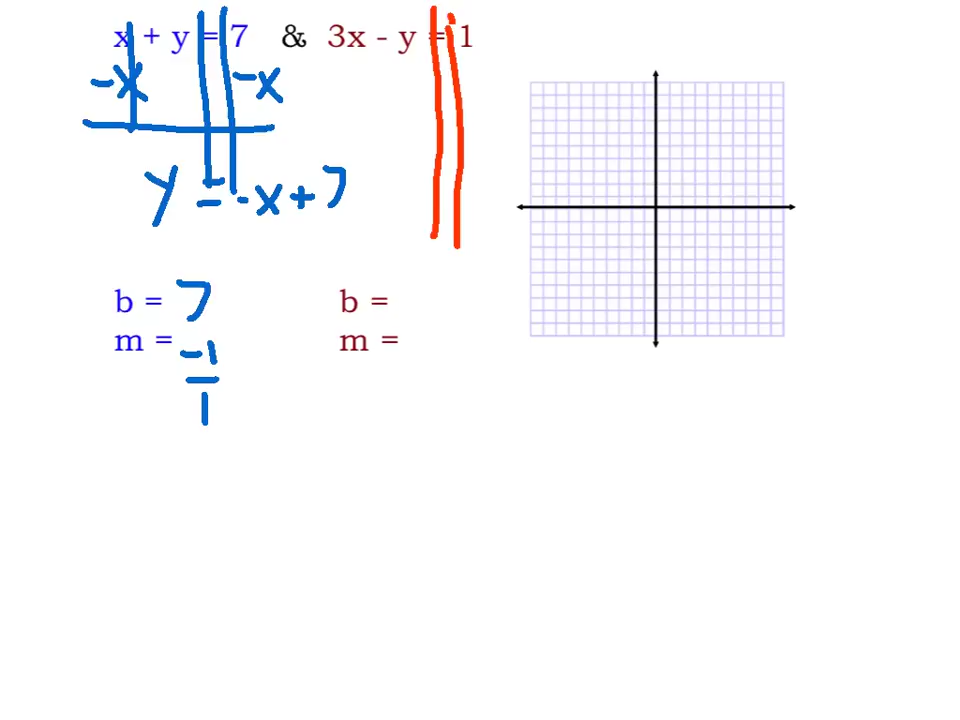 x + y = 7 & 3x - y = 1
-x -x
y = -x + 7
b = 7 b =
m = -1/1 m =